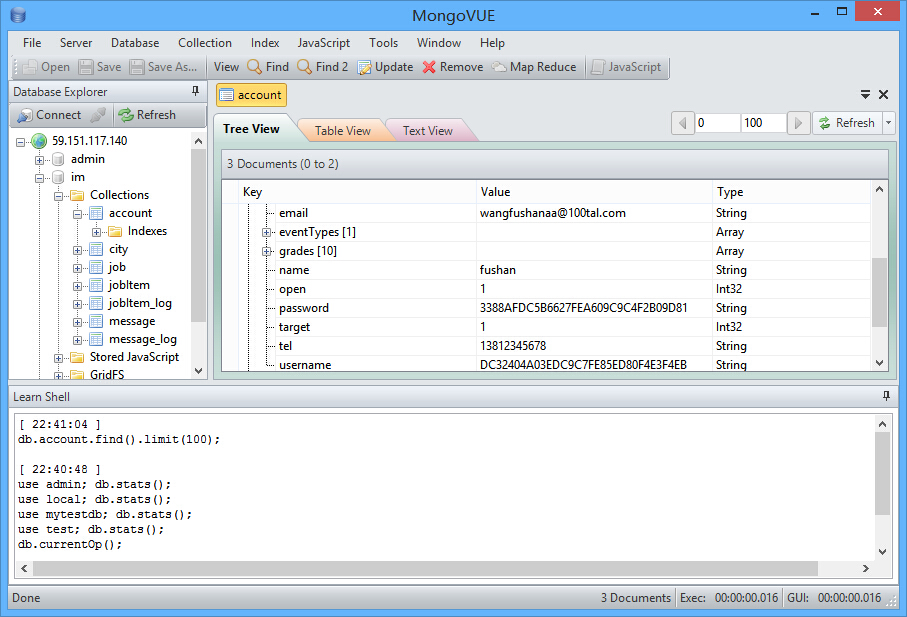 MongoVUE
File Server Database Collection Index JavaScript Tools Window Help
Open Save Save As... View Find Find 2 Update Remove Map Reduce JavaScript
Database Explorer
Connect Refresh
59.151.117.140
admin
im
Collections
account
Indexes
city
job
jobItem
jobItem_log
message
message_log
Stored JavaScript
GridFS
account
Tree View Table View Text View 0 100 Refresh
3 Documents (0 to 2)
Key Value Type
email wangfushanaa@100tal.com String
eventTypes [1] Array
grades [10] Array
name fushan String
open 1 Int32
password 3388AFDC5B6627FEA609C9C4F2B09D81 String
target 1 Int32
tel 13812345678 String
username DC32404A03EDC9C7FE85ED80F4E3F4EB String
Learn Shell
[ 22:41:04 ]
db.account.find().limit(100);
[ 22:40:48 ]
use admin; db.stats();
use local; db.stats();
use mytestdb; db.stats();
use test; db.stats();
db.currentOp();
Done 3 Documents Exec: 00:00:00.016 GUI: 00:00:00.016